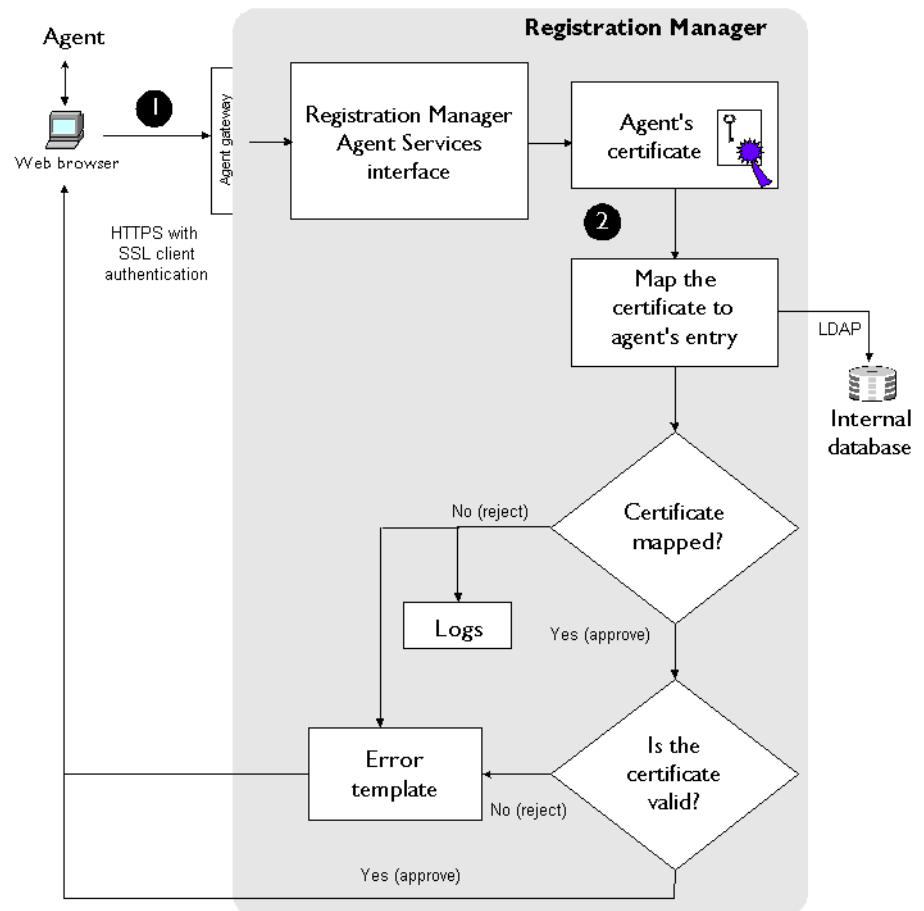 Registration Manager
Agent
1
Web browser
Agent gateway
HTTPS with
SSL client
authentication
Registration Manager
Agent Services
interface
Agent's
certificate
2
Map the
certificate to
agent's entry
LDAP
Internal
database
Certificate
mapped?
No (reject)
Logs
Yes (approve)
Is the
certificate
valid?
No (reject)
Error
template
Yes (approve)